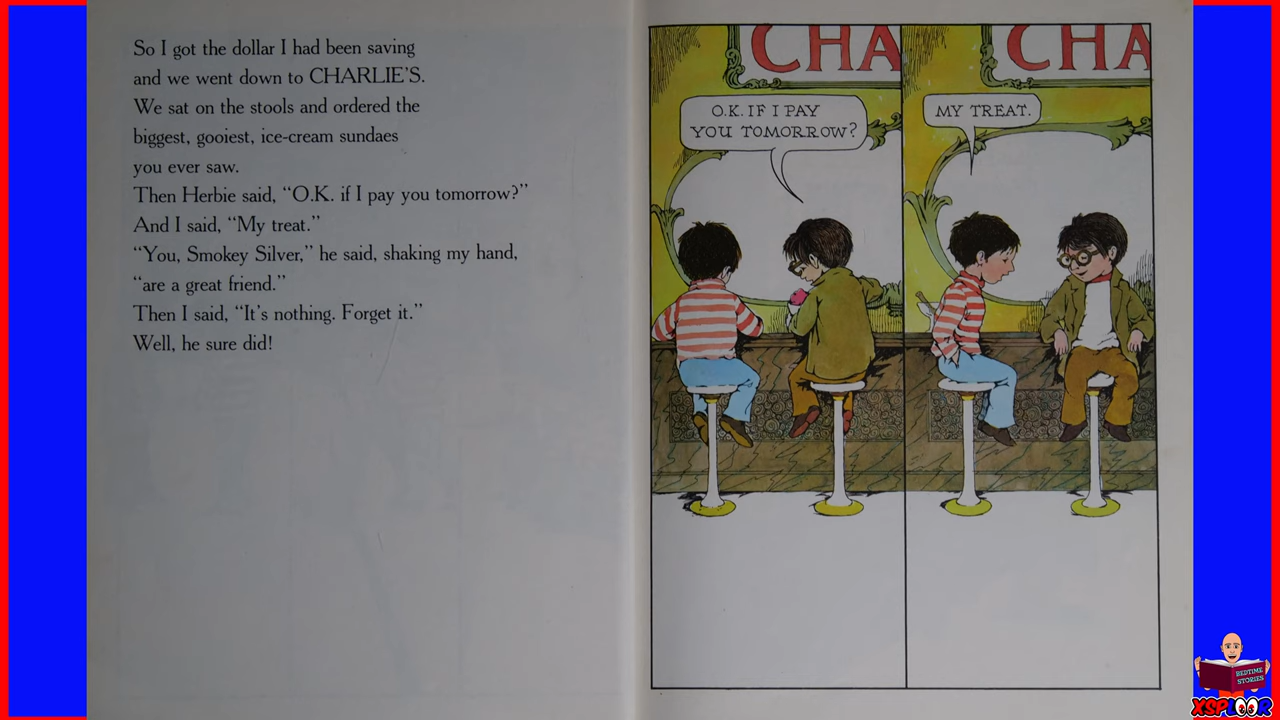 So I got the dollar I had been saving
and we went down to CHARLIE'S.
We sat on the stools and ordered the
biggest, gooiest, ice-cream sundaes
you ever saw.
Then Herbie said, “O.K. if I pay you tomorrow?”
And I said, “My treat.”
“You, Smokey Silver,” he said, shaking my hand,
“are a great friend.”
Then I said, “It's nothing. Forget it.”
Well, he sure did!
CHA
O.K. IF I PAY
YOU TOMORROW?
CHA
MY TREAT.
BEDTIME
STORIES
XSPLOOR